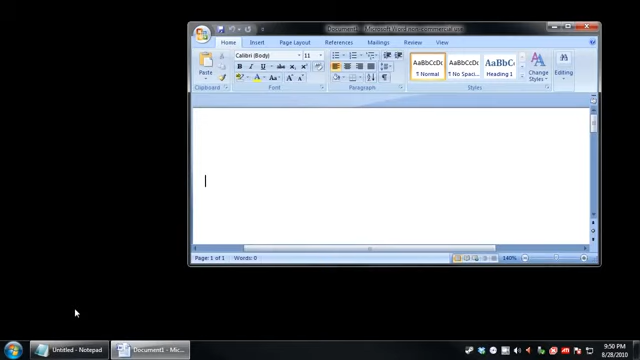 Document1 - Microsoft Word non-commercial use
Home Insert Page Layout References Mailings Review View
Calibri (Body) 11
Paste
AaBbCcDc AaBbCcDc AaBbCc
¶ Normal ¶ No Spaci... Heading 1
Change Styles
Editing
Clipboard Font Paragraph Styles
Page: 1 of 1 Words: 0 140%
Untitled - Notepad Document1 - Mic...
9:50 PM
8/28/2010